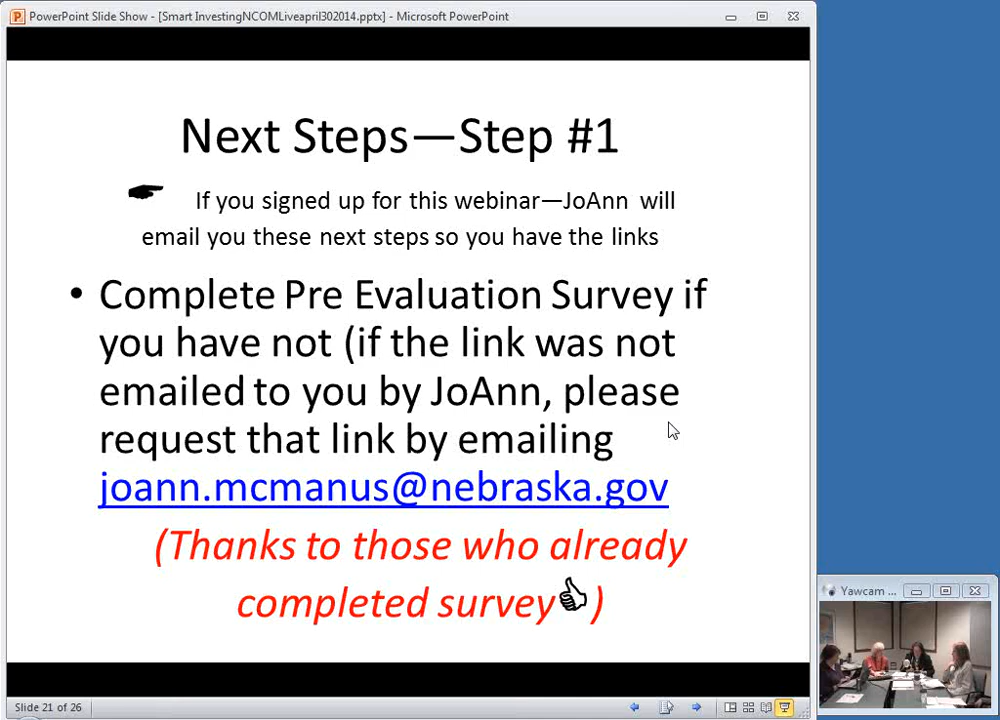 PowerPoint Slide Show - [Smart InvestingNCOMLiveapril302014.pptx] - Microsoft PowerPoint
Next Steps—Step #1
If you signed up for this webinar—JoAnn will
email you these next steps so you have the links
• Complete Pre Evaluation Survey if
you have not (if the link was not
emailed to you by JoAnn, please
request that link by emailing
joann.mcmanus@nebraska.gov
(Thanks to those who already
completed survey👍)
Yawcam ...
Slide 21 of 26